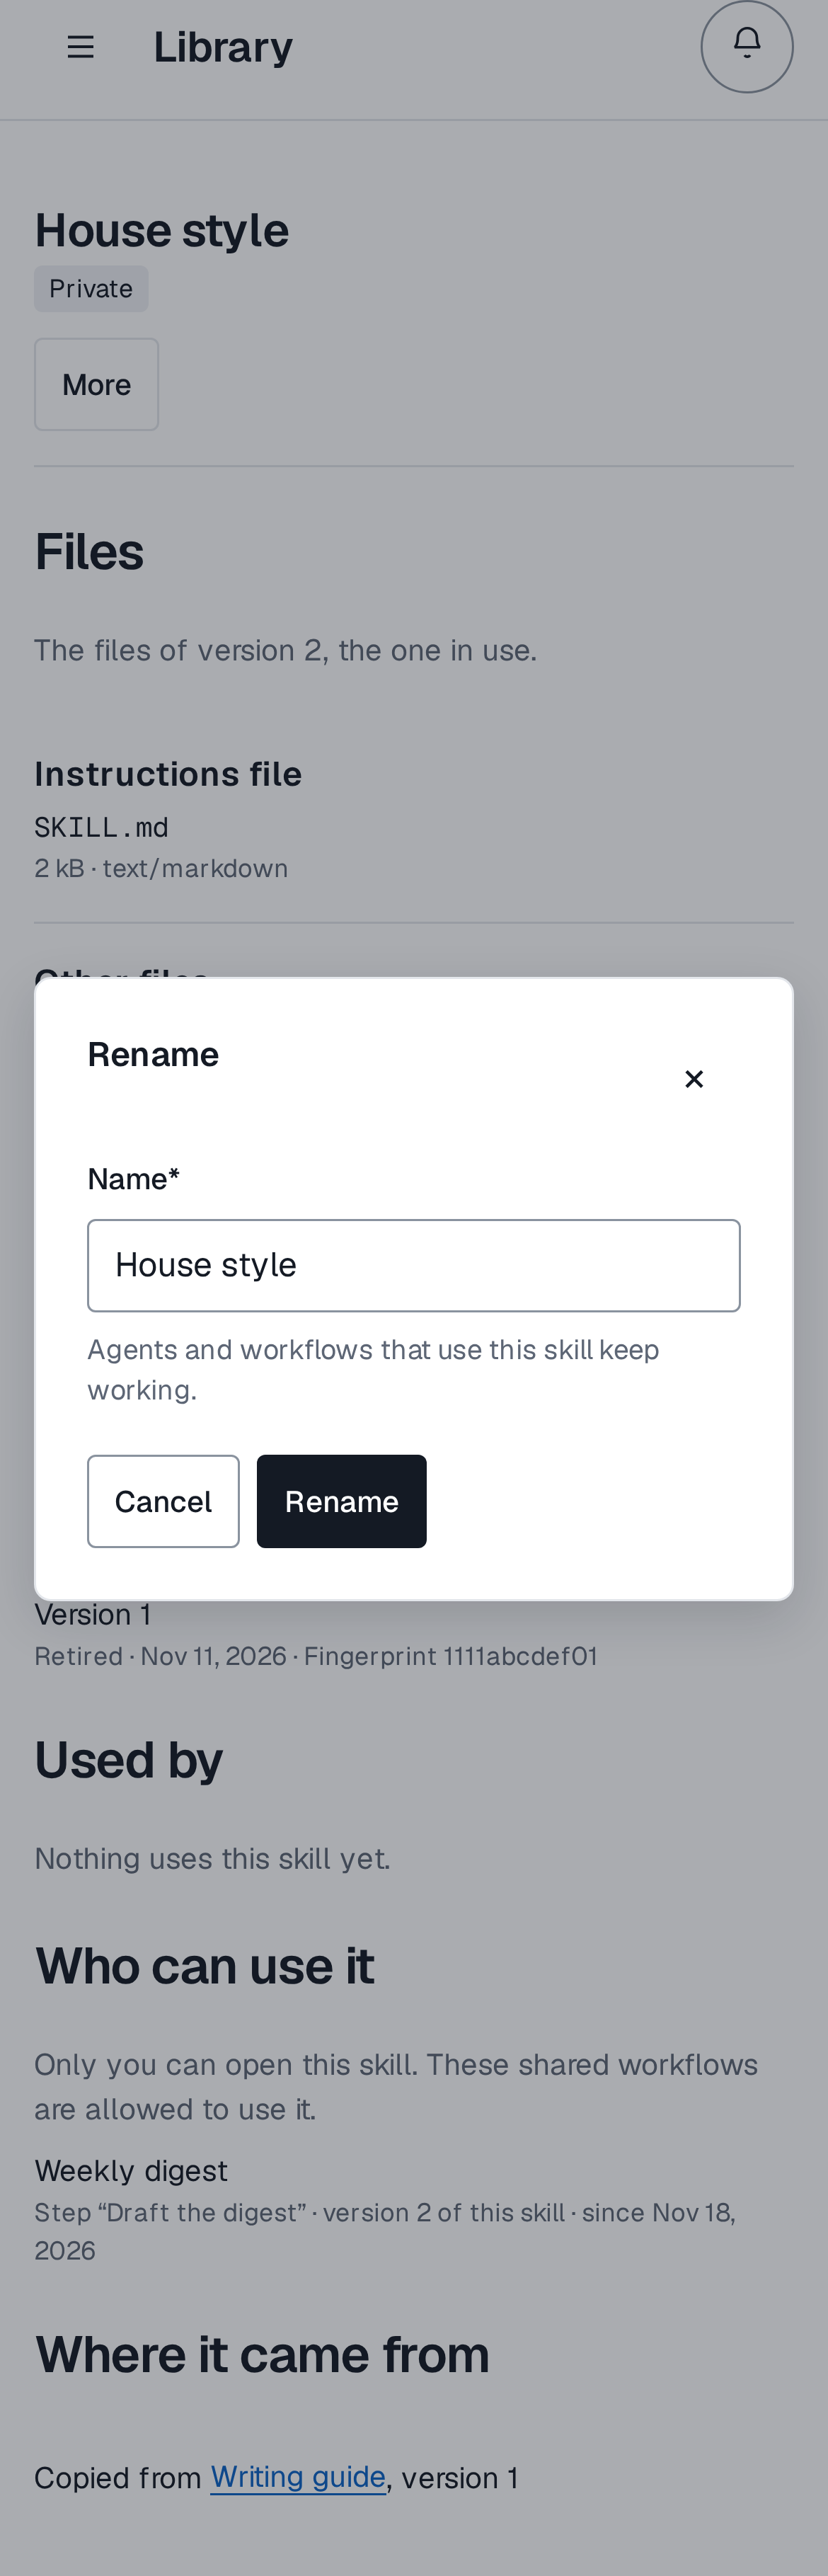 Library
House style
Private
More
Files
The files of version 2, the one in use.
Instructions file
SKILL.md
2 kB · text/markdown
Other files
Rename
Name*
House style
Agents and workflows that use this skill keep
working.
Cancel
Rename
Version 1
Retired · Nov 11, 2026 · Fingerprint 1111abcdef01
Used by
Nothing uses this skill yet.
Who can use it
Only you can open this skill. These shared workflows
are allowed to use it.
Weekly digest
Step “Draft the digest” · version 2 of this skill · since Nov 18,
2026
Where it came from
Copied from Writing guide, version 1